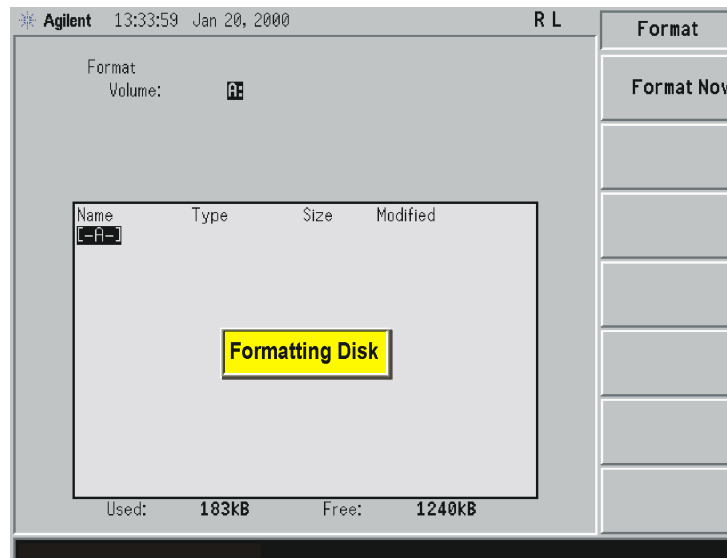 Agilent 13:33:59 Jan 20, 2000 R L
Format
Format
Volume: A:
Format Now
Name Type Size Modified
[-A-]
Formatting Disk
Used: 183kB Free: 1240kB